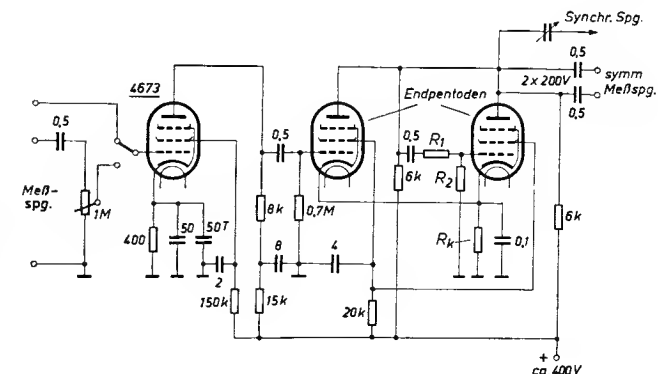 Synchr. Spg.
4673
0,5
2 x 200V
symm
Meßspg.
0,5
Endpentoden
0,5
0,5
0,5 R1
R2
6k
Meß-
spg.
1M
8k
0,7M
6k
400
50
50T
Rk
0,1
8
4
2
150k
15k
20k
+
ca. 400V